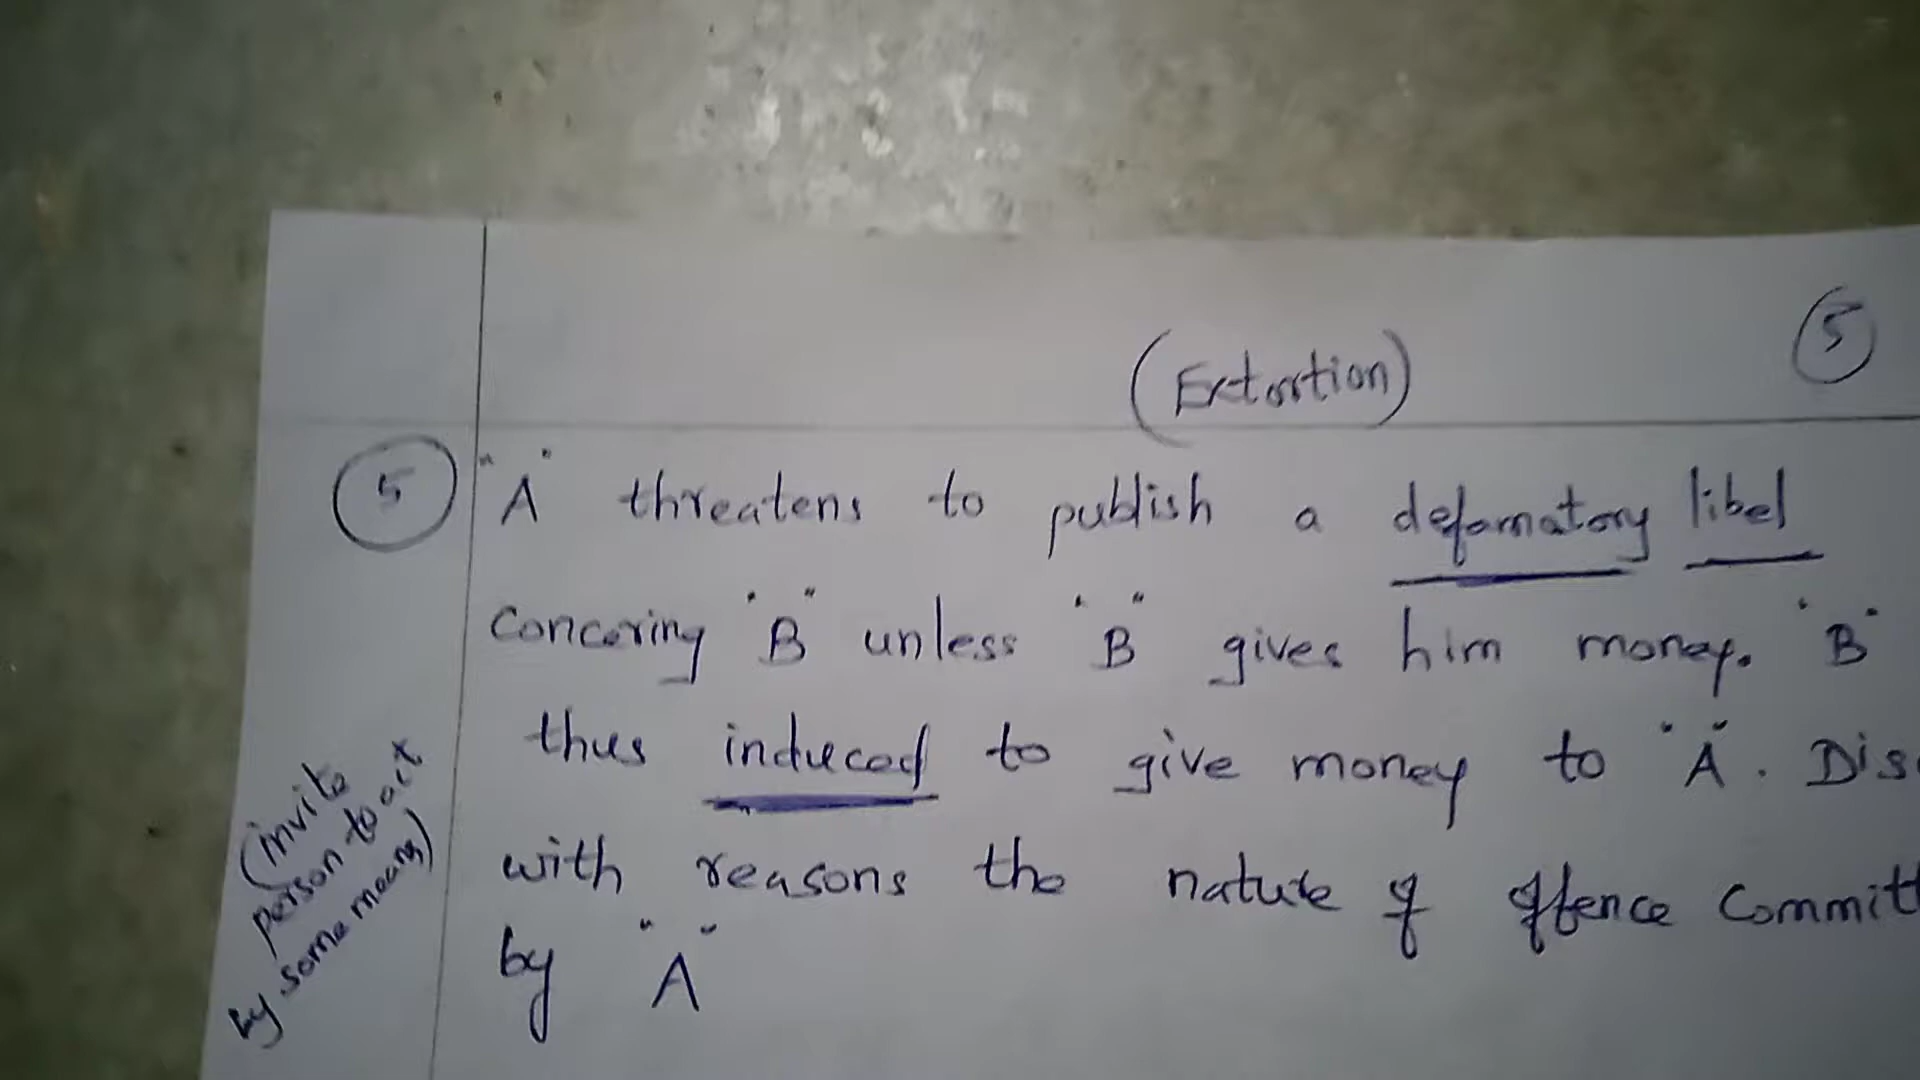 (Extortion)
5
5
"A" threatens to publish a defamatory libel
Concering "B" unless "B" gives him money. "B"
thus induced to give money to "A". Dis
with reasons the nature of offence Committ
by "A"
(invite
person to act
by some means)